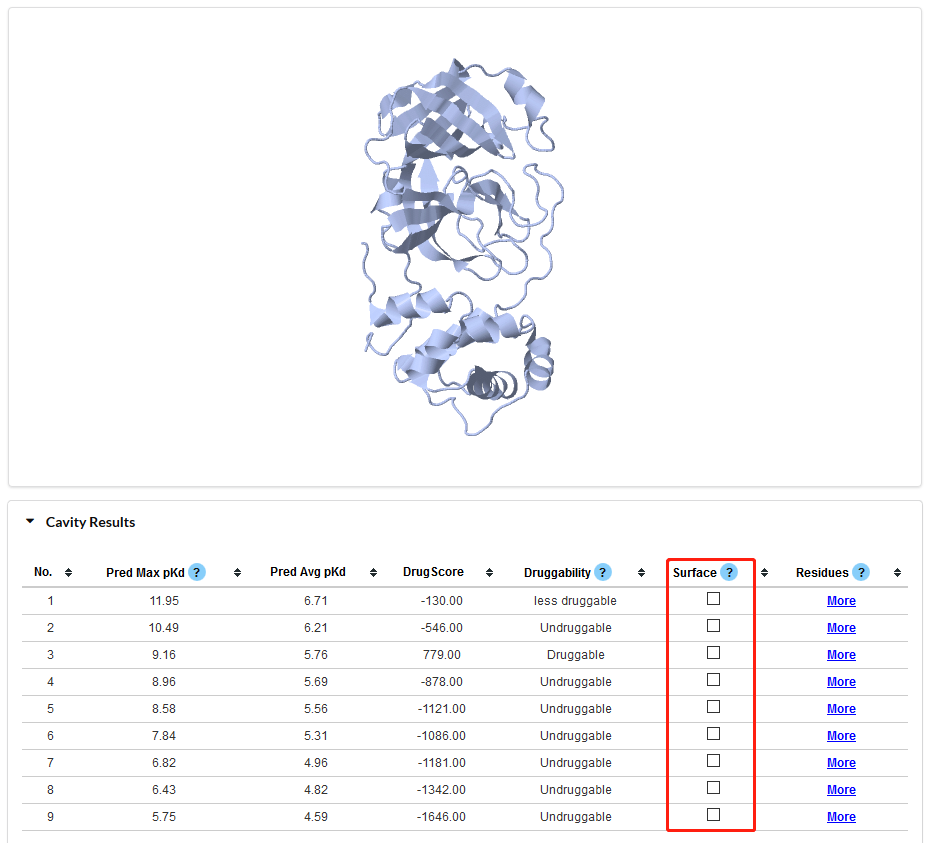 Cavity Results
No. Pred Max pKd ? Pred Avg pKd DrugScore Druggability ? Surface ? Residues ?
1 11.95 6.71 -130.00 less druggable More
2 10.49 6.21 -546.00 Undruggable More
3 9.16 5.76 779.00 Druggable More
4 8.96 5.69 -878.00 Undruggable More
5 8.58 5.56 -1121.00 Undruggable More
6 7.84 5.31 -1086.00 Undruggable More
7 6.82 4.96 -1181.00 Undruggable More
8 6.43 4.82 -1342.00 Undruggable More
9 5.75 4.59 -1646.00 Undruggable More